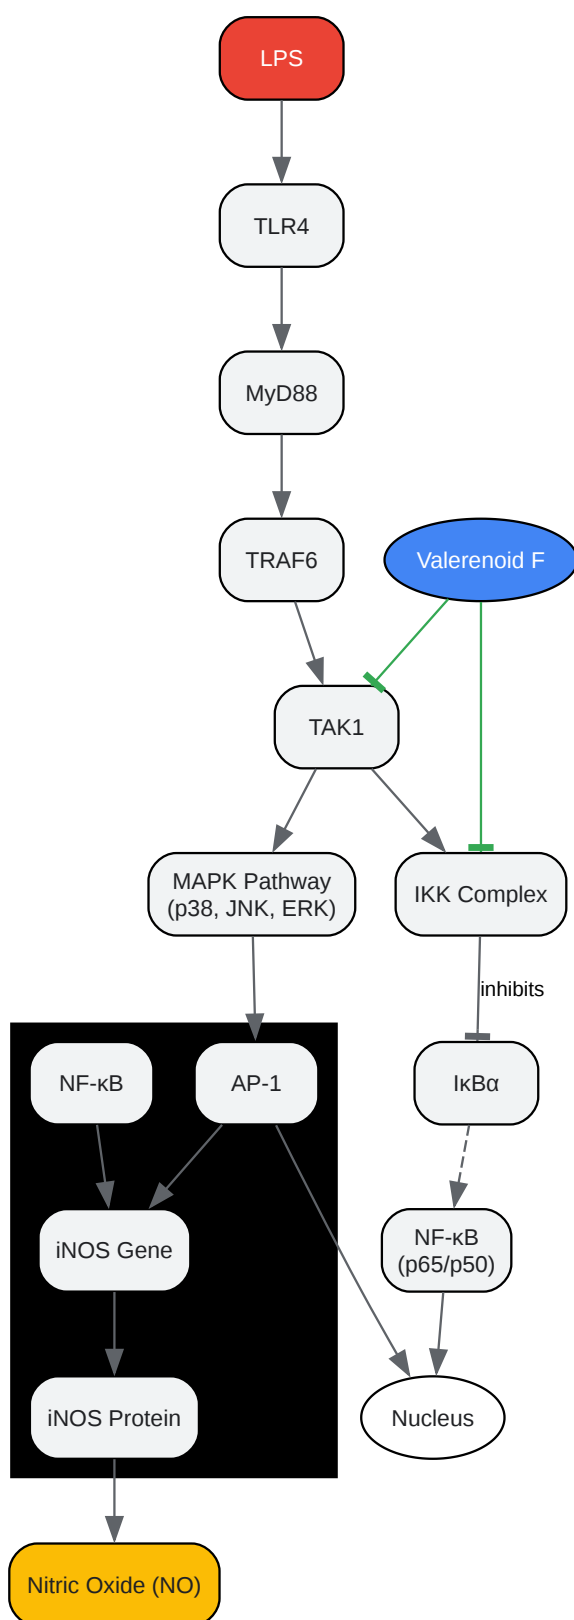 LPS
TLR4
MyD88
TRAF6
Valerenoid F
TAK1
MAPK Pathway
(p38, JNK, ERK)
IKK Complex
inhibits
NF-κB
AP-1
IκBα
iNOS Gene
NF-κB
(p65/p50)
iNOS Protein
Nucleus
Nitric Oxide (NO)